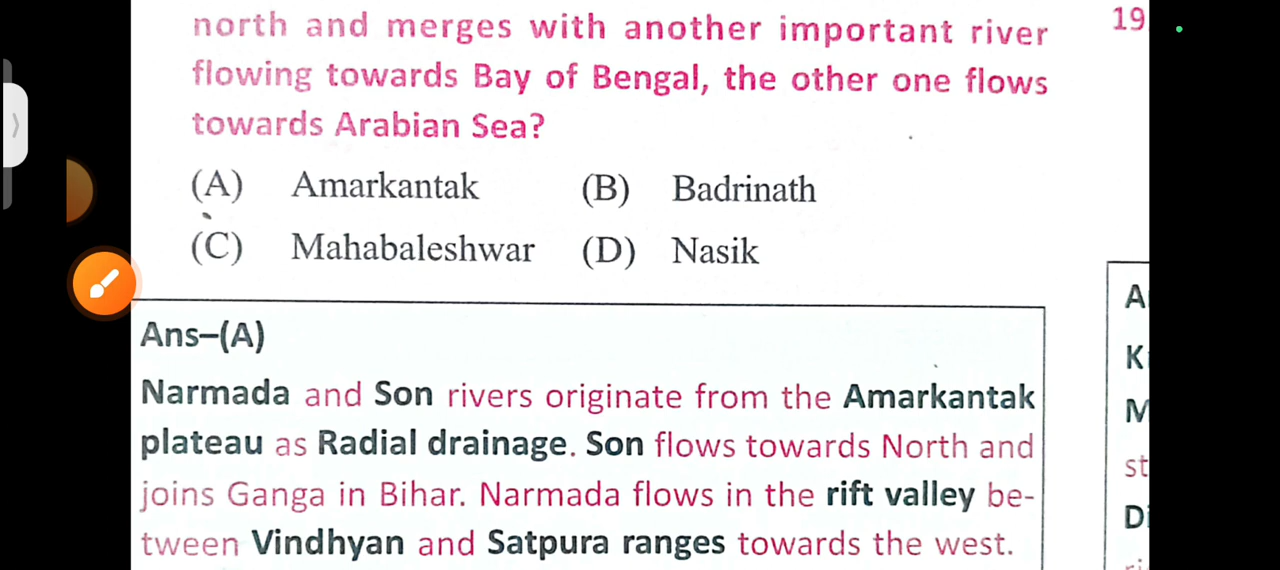 north and merges with another important river
flowing towards Bay of Bengal, the other one flows
towards Arabian Sea?
(A) Amarkantak (B) Badrinath
(C) Mahabaleshwar (D) Nasik
Ans–(A)
Narmada and Son rivers originate from the Amarkantak
plateau as Radial drainage. Son flows towards North and
joins Ganga in Bihar. Narmada flows in the rift valley be-
tween Vindhyan and Satpura ranges towards the west.
19
A
K
M
st
D